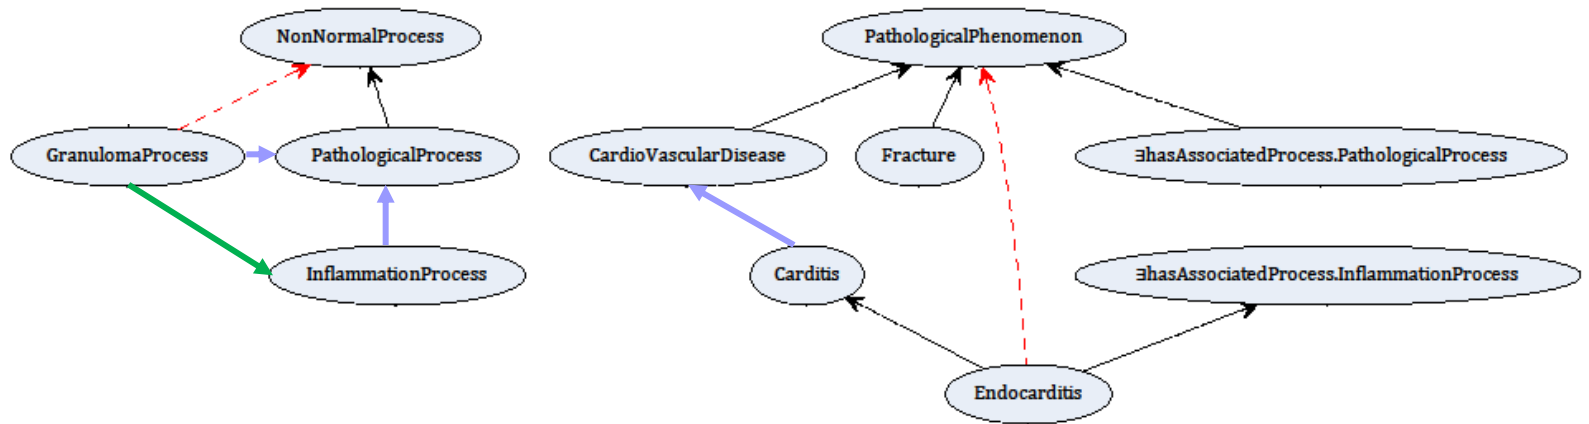 NonNormalProcess
PathologicalPhenomenon
GranulomaProcess
PathologicalProcess
CardioVascularDisease
Fracture
∃hasAssociatedProcess.PathologicalProcess
InflammationProcess
Carditis
∃hasAssociatedProcess.InflammationProcess
Endocarditis